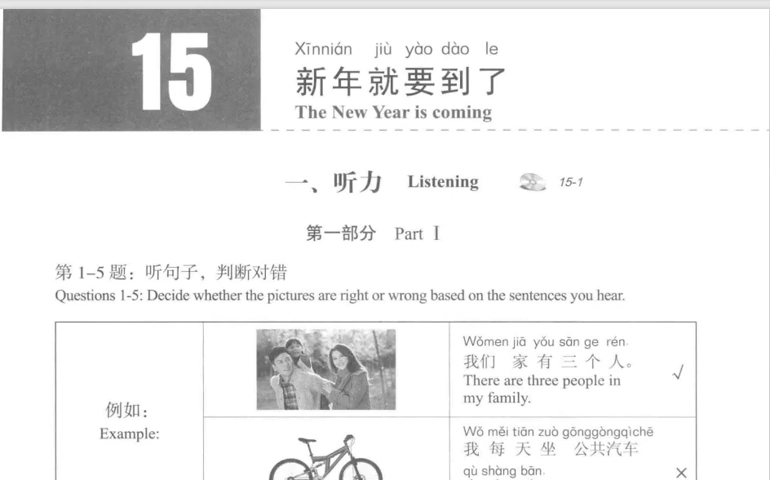 15
Xīnnián jiù yào dào le
新年就要到了
The New Year is coming
一、听力 Listening 15-1
第一部分 Part Ⅰ
第1-5题：听句子，判断对错
Questions 1-5: Decide whether the pictures are right or wrong based on the sentences you hear.
例如：
Example:
Wǒmen jiā yǒu sān ge rén.
我们 家 有 三 个 人。
There are three people in
my family.
√
Wǒ měi tiān zuò gōnggòngqìchē
我 每 天 坐 公共汽车
qù shàng bān.
×